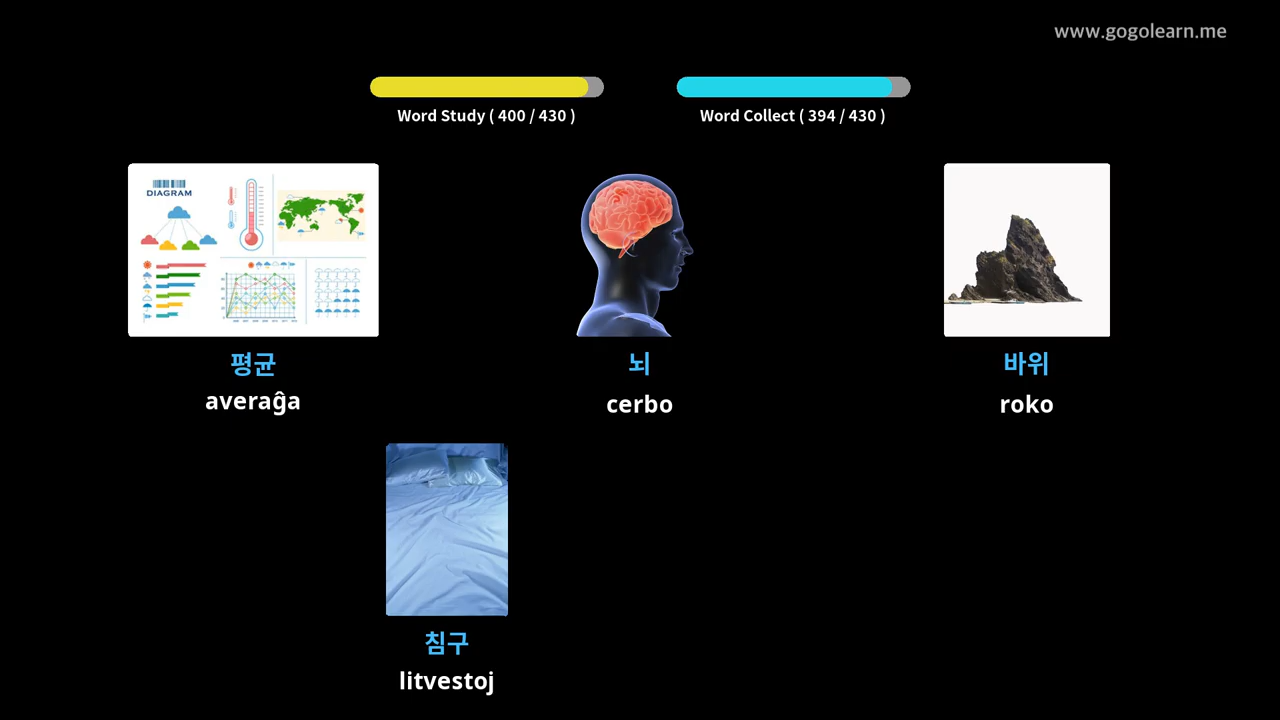 www.gogolearn.me
Word Study ( 400 / 430 )
Word Collect ( 394 / 430 )
DIAGRAM
평균
averaĝa
뇌
cerbo
바위
roko
침구
litvestoj